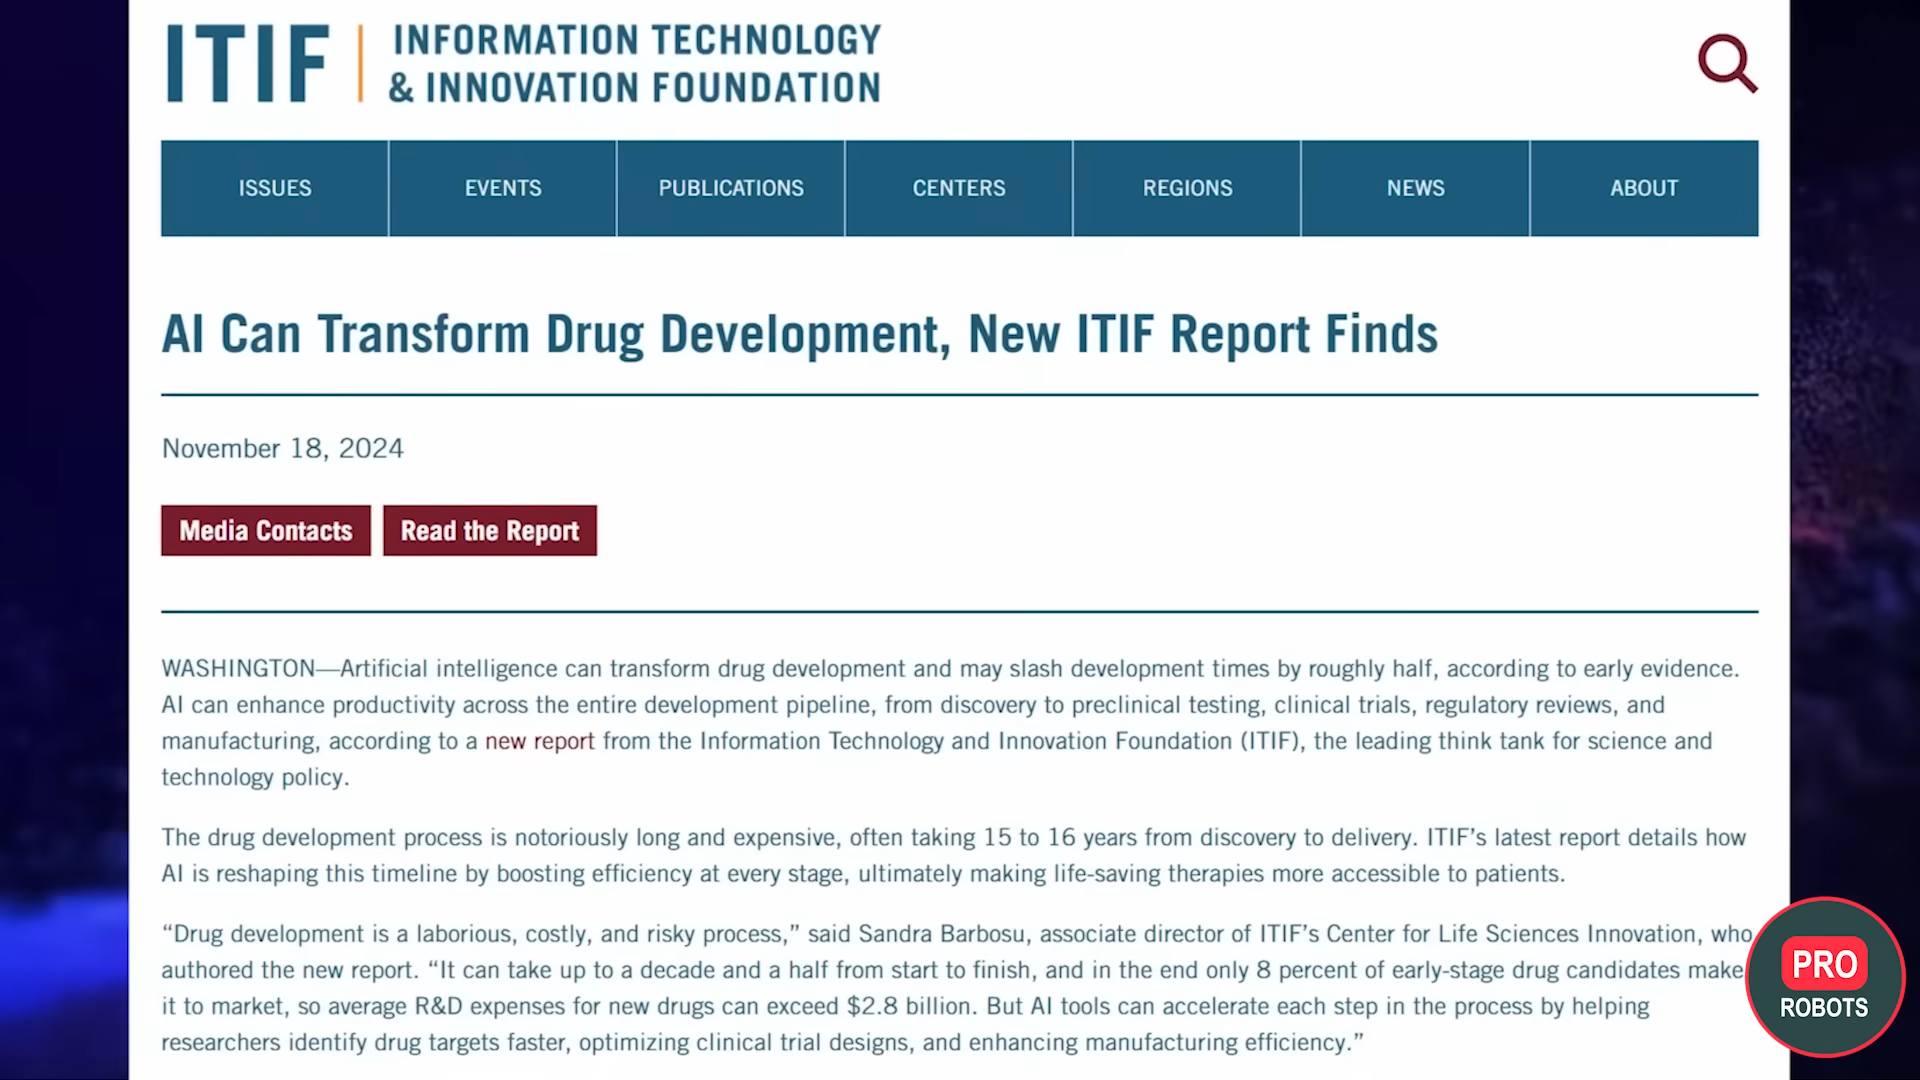 ITIF
INFORMATION TECHNOLOGY
& INNOVATION FOUNDATION
ISSUES
EVENTS
PUBLICATIONS
CENTERS
REGIONS
NEWS
ABOUT
AI Can Transform Drug Development, New ITIF Report Finds
November 18, 2024
Media Contacts
Read the Report
WASHINGTON—Artificial intelligence can transform drug development and may slash development times by roughly half, according to early evidence.
AI can enhance productivity across the entire development pipeline, from discovery to preclinical testing, clinical trials, regulatory reviews, and
manufacturing, according to a new report from the Information Technology and Innovation Foundation (ITIF), the leading think tank for science and
technology policy.
The drug development process is notoriously long and expensive, often taking 15 to 16 years from discovery to delivery. ITIF’s latest report details how
AI is reshaping this timeline by boosting efficiency at every stage, ultimately making life-saving therapies more accessible to patients.
“Drug development is a laborious, costly, and risky process,” said Sandra Barbosu, associate director of ITIF’s Center for Life Sciences Innovation, who
authored the new report. “It can take up to a decade and a half from start to finish, and in the end only 8 percent of early-stage drug candidates make
it to market, so average R&D expenses for new drugs can exceed $2.8 billion. But AI tools can accelerate each step in the process by helping
researchers identify drug targets faster, optimizing clinical trial designs, and enhancing manufacturing efficiency.”
PRO
ROBOTS